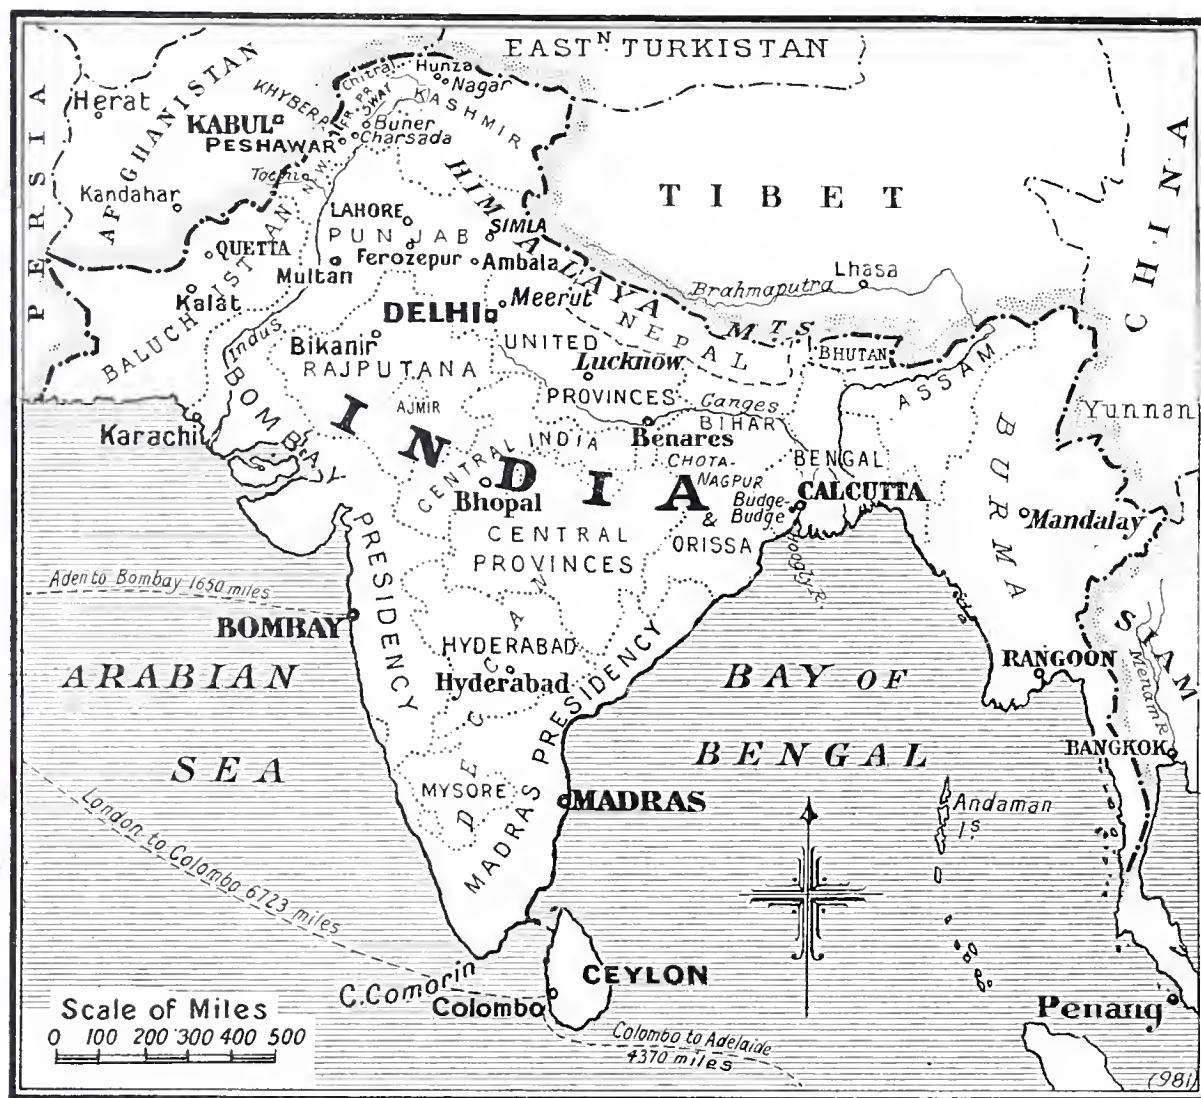 EASTN. TURKISTAN
PERSIA
AFGHANISTAN
Herat
KHYBER P.
KABUL
PESHAWAR
Chitral
Hunza
Nagar
N.W. FR. PR.
SWAT
KASHMIR
Buner
Charsada
Tochi
Kandahar
TIBET
CHINA
HIMALAYA MTS
LAHORE
PUNJAB
SIMLA
Ferozepur
Ambala
QUETTA
Multan
Kalat
BALUCHISTAN
Indus
Lhasa
Brahmaputra
DELHI
Meerut
NEPAL
BHUTAN
Bikanir
RAJPUTANA
UNITED
PROVINCES
Lucknow
ASSAM
AJMIR
Ganges
BIHAR
Benares
Yunnan
Karachi
BOMBAY
PRESIDENCY
INDIA
CENTRAL INDIA
Bhopal
CHOTA-
NAGPUR
&
ORISSA
BENGAL
Budge-
Budge
CALCUTTA
Hoogly R.
BURMA
Mandalay
CENTRAL
PROVINCES
Aden to Bombay 1650 miles
BOMBAY
HYDERABAD
Hyderabad
DECCAN
ARABIAN
SEA
MADRAS PRESIDENCY
BAY OF
BENGAL
RANGOON
SIAM
Menam R.
BANGKOK
MYSORE
MADRAS
Andaman
Is
London to Colombo 6723 miles
C. Comorin
CEYLON
Colombo
Colombo to Adelaide
4370 miles
Penang
Scale of Miles
0 100 200 300 400 500
(981)